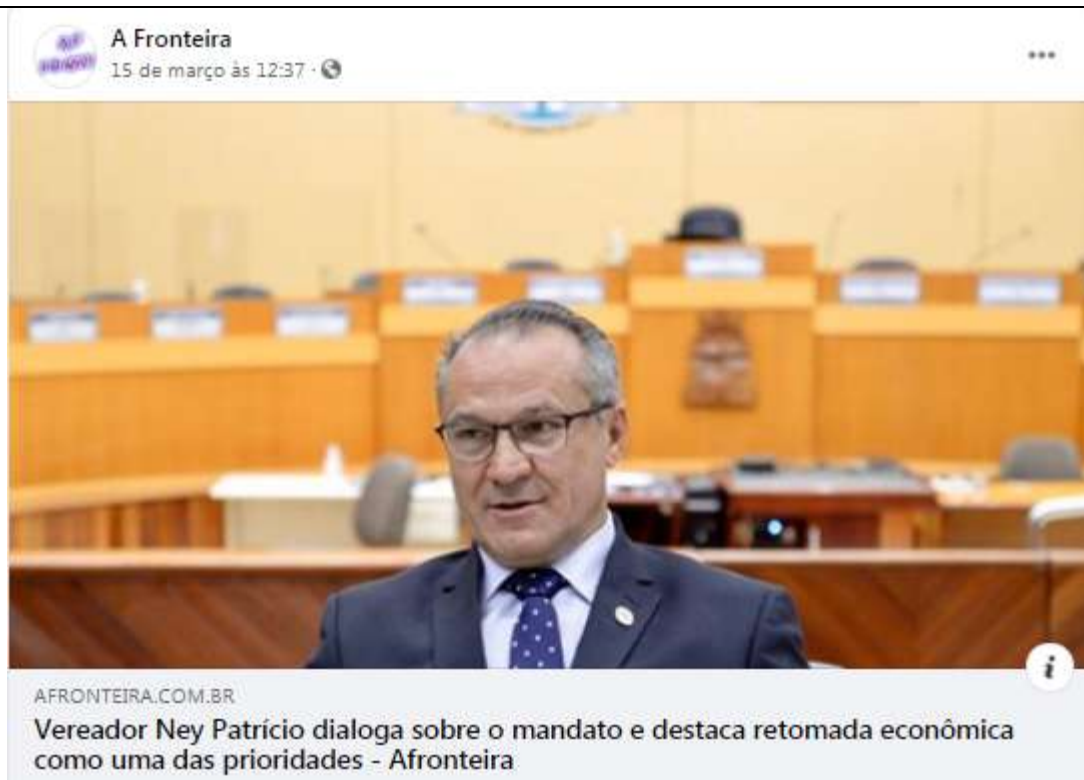 A Fronteira
15 de março às 12:37 ·
AFRONTEIRA.COM.BR
Vereador Ney Patrício dialoga sobre o mandato e destaca retomada econômica
como uma das prioridades - Afronteira